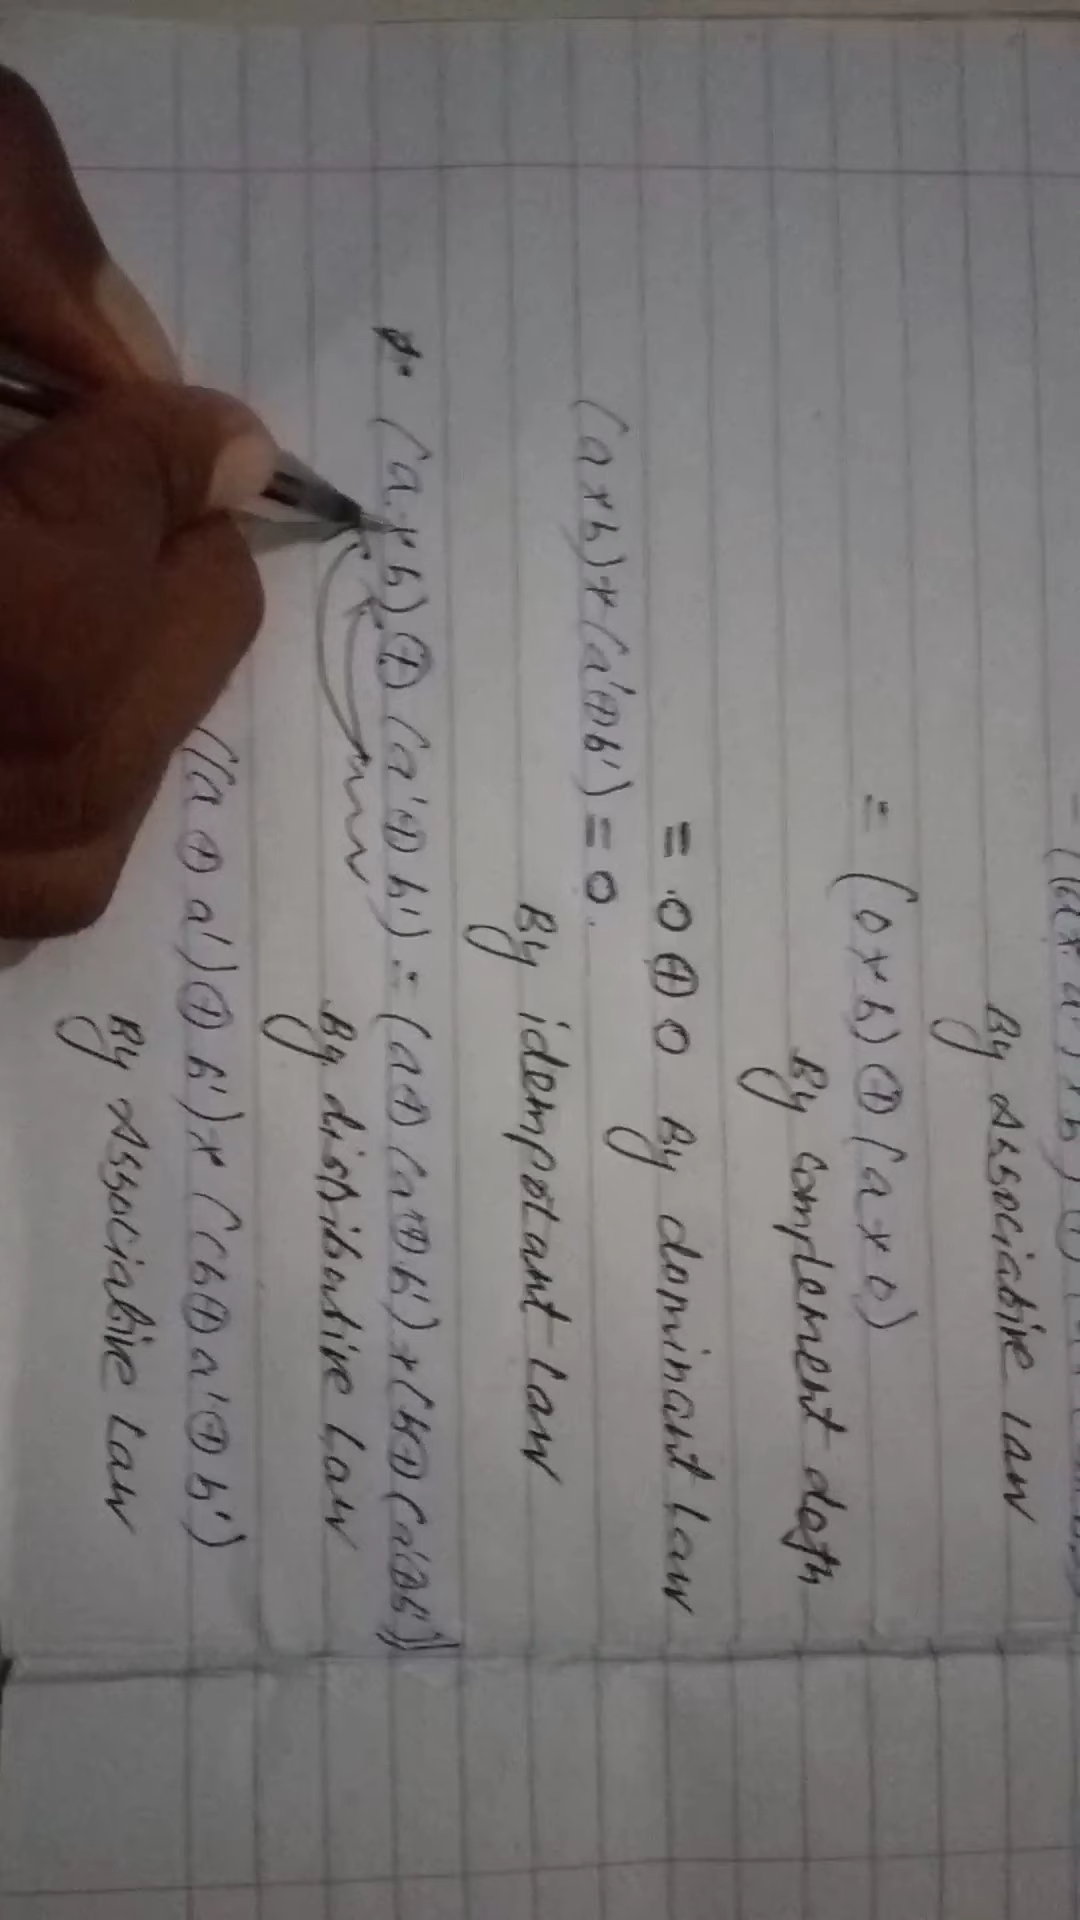 = ((a * a') * b) ⊕
By Associative Law
= (0 * b) ⊕ (a * 0)
By complement defn
= 0 ⊕ 0 By dominant Law
(a * b) * (a' ⊕ b') = 0.
By idempotant Law
(a * b) ⊕ (a' ⊕ b') = (a ⊕ (a' ⊕ b') * (b ⊕ (a' ⊕ b'))
By distributive Law
((a ⊕ a') ⊕ b') * ((b ⊕ a' ⊕ b')
By Associative Law